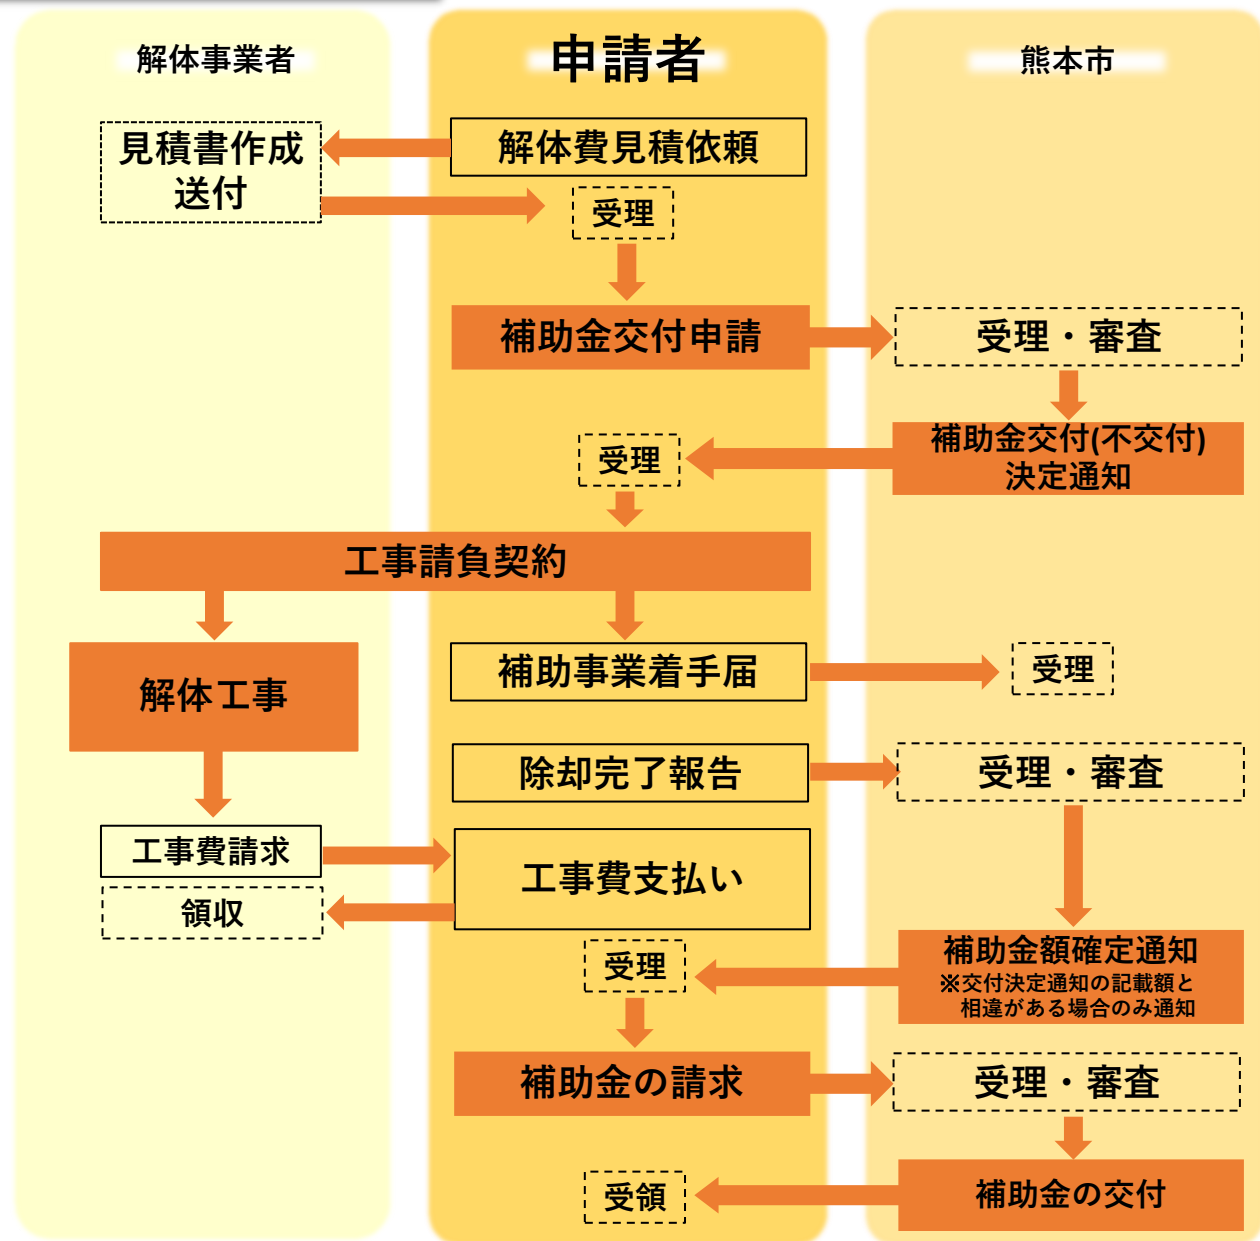 解体事業者
申請者
熊本市
見積書作成
送付
解体費見積依頼
受理
補助金交付申請
受理・審査
補助金交付(不交付)
決定通知
受理
工事請負契約
解体工事
補助事業着手届
受理
除却完了報告
受理・審査
工事費請求
工事費支払い
領収
補助金額確定通知
※交付決定通知の記載額と
相違がある場合のみ通知
受理
補助金の請求
受理・審査
補助金の交付
受領